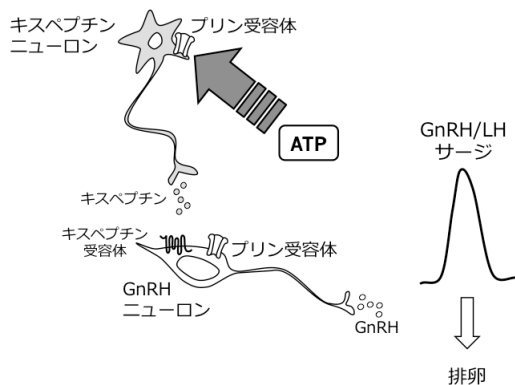 キスペプチン
ニューロン
プリン受容体
ATP
GnRH/LH
サージ
キスペプチン
キスペプチン
受容体
プリン受容体
GnRH
ニューロン
GnRH
排卵